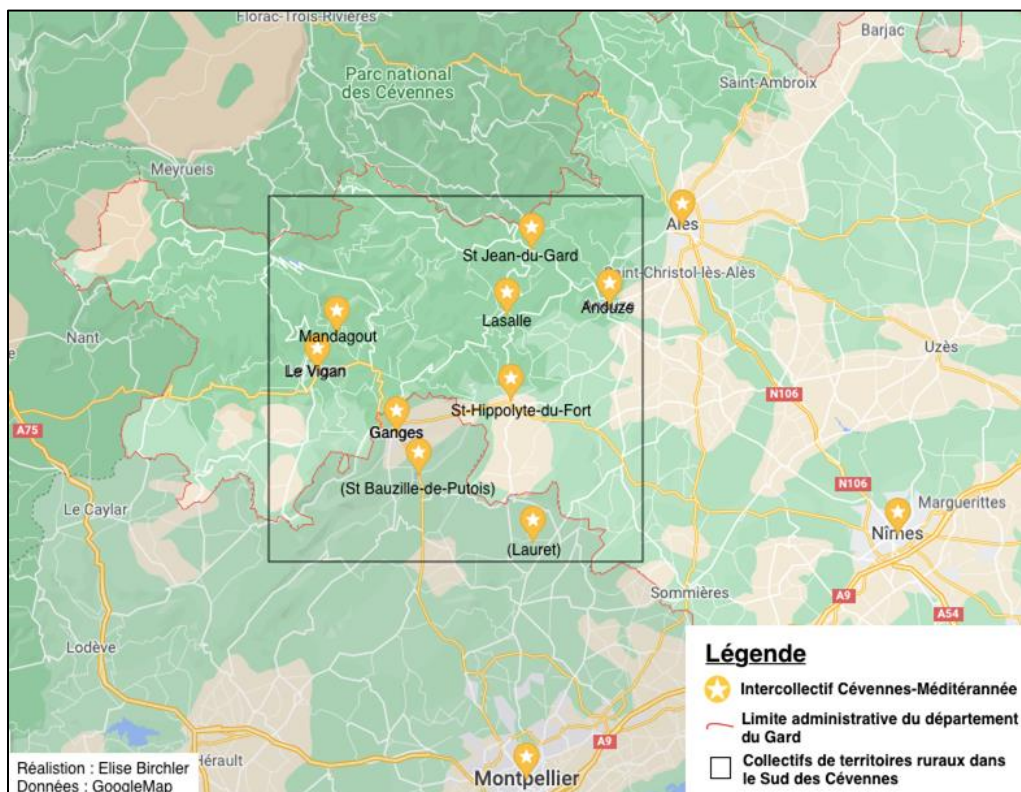 Florac-Trois-Rivières
Barjac
Parc national
des Cévennes
Saint-Ambroix
Meyrueis
Alès
St Jean-du-Gard
Saint-Christol-lès-Alès
Anduze
Lasalle
Mandagout
Nant
Uzès
Le Vigan
N106
St-Hippolyte-du-Fort
A75
Ganges
(St Bauzille-de-Putois)
N106
Marguerittes
Le Caylar
Nîmes
(Lauret)
Sommières
A9
A54
Lodève
Légende
Intercollectif Cévennes-Méditérannée
Limite administrative du département
du Gard
A9
Collectifs de territoires ruraux dans
le Sud des Cévennes
Hérault
Montpellier
Réalistion : Elise Birchler
Données : GoogleMap